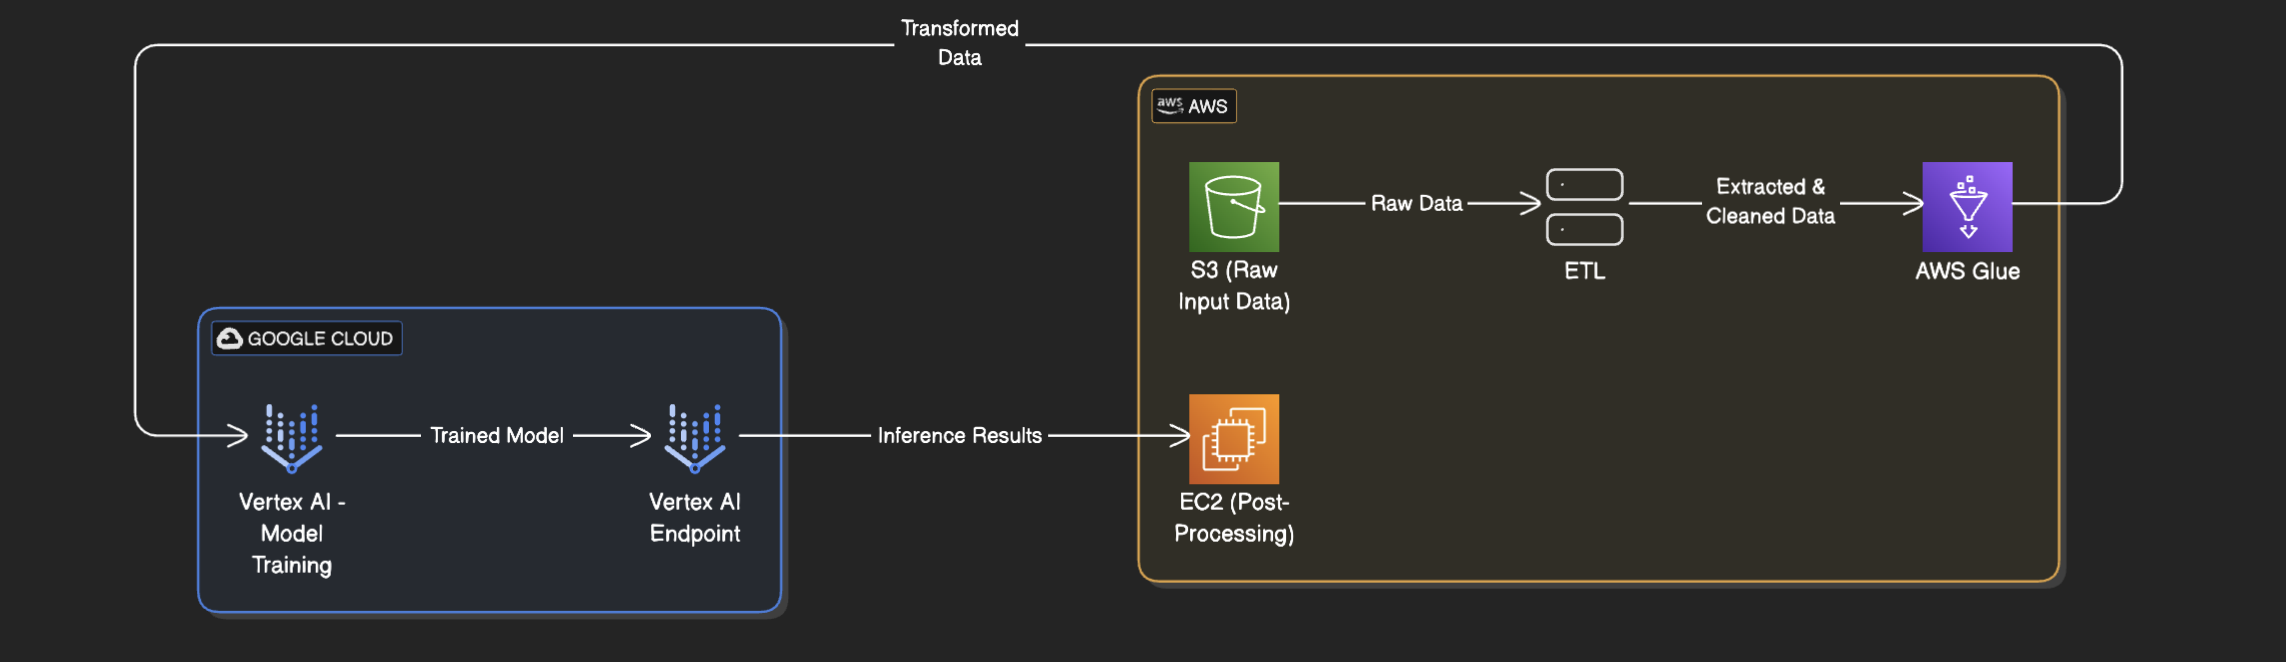 Transformed
Data
aws AWS
Raw Data
Extracted &
Cleaned Data
S3 (Raw
Input Data)
ETL
AWS Glue
GOOGLE CLOUD
Trained Model
Inference Results
Vertex AI -
Model
Training
Vertex AI
Endpoint
EC2 (Post-
Processing)